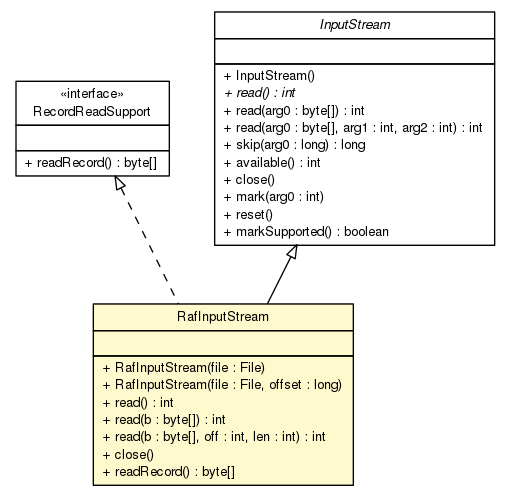 InputStream
+ InputStream()
+ read() : int
+ read(arg0 : byte[]) : int
+ read(arg0 : byte[], arg1 : int, arg2 : int) : int
+ skip(arg0 : long) : long
+ available() : int
+ close()
+ mark(arg0 : int)
+ reset()
+ markSupported() : boolean
«interface»
RecordReadSupport
+ readRecord() : byte[]
RafInputStream
+ RafInputStream(file : File)
+ RafInputStream(file : File, offset : long)
+ read() : int
+ read(b : byte[]) : int
+ read(b : byte[], off : int, len : int) : int
+ close()
+ readRecord() : byte[]